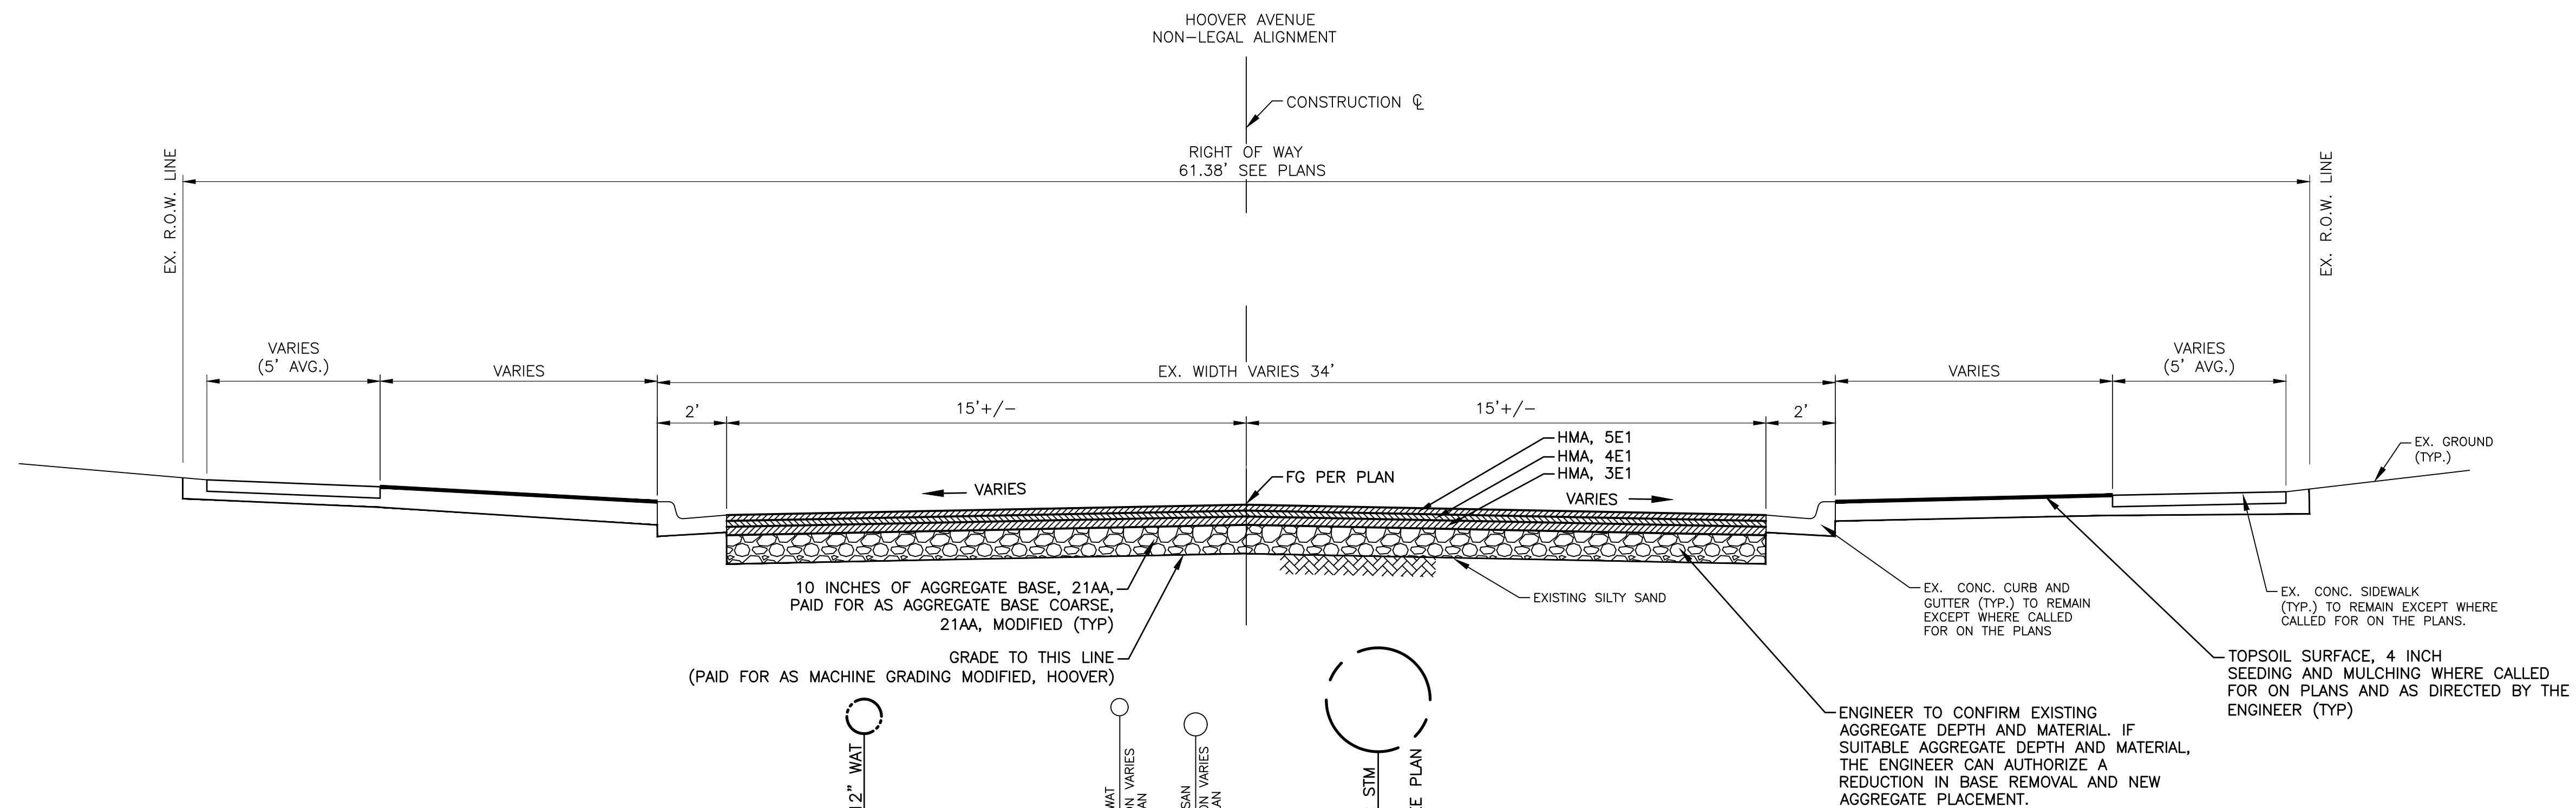 HOOVER AVENUE
NON-LEGAL ALIGNMENT
CONSTRUCTION ℄
RIGHT OF WAY
61.38' SEE PLANS
EX. R.O.W. LINE
EX. R.O.W. LINE
VARIES
(5' AVG.)
VARIES
EX. WIDTH VARIES 34'
VARIES
VARIES
(5' AVG.)
2'
15'+/-
15'+/-
2'
HMA, 5E1
HMA, 4E1
HMA, 3E1
EX. GROUND
(TYP.)
FG PER PLAN
VARIES
VARIES
10 INCHES OF AGGREGATE BASE, 21AA,
PAID FOR AS AGGREGATE BASE COARSE,
21AA, MODIFIED (TYP)
EXISTING SILTY SAND
EX. CONC. CURB AND
GUTTER (TYP.) TO REMAIN
EXCEPT WHERE CALLED
FOR ON THE PLANS
EX. CONC. SIDEWALK
(TYP.) TO REMAIN EXCEPT WHERE
CALLED FOR ON THE PLANS.
GRADE TO THIS LINE
(PAID FOR AS MACHINE GRADING MODIFIED, HOOVER)
TOPSOIL SURFACE, 4 INCH
SEEDING AND MULCHING WHERE CALLED
FOR ON PLANS AND AS DIRECTED BY THE
ENGINEER (TYP)
ENGINEER TO CONFIRM EXISTING
AGGREGATE DEPTH AND MATERIAL. IF
SUITABLE AGGREGATE DEPTH AND MATERIAL,
THE ENGINEER CAN AUTHORIZE A
REDUCTION IN BASE REMOVAL AND NEW
AGGREGATE PLACEMENT.
12" WAT
WAT
VARIES
SAN
VARIES
STM
PLAN